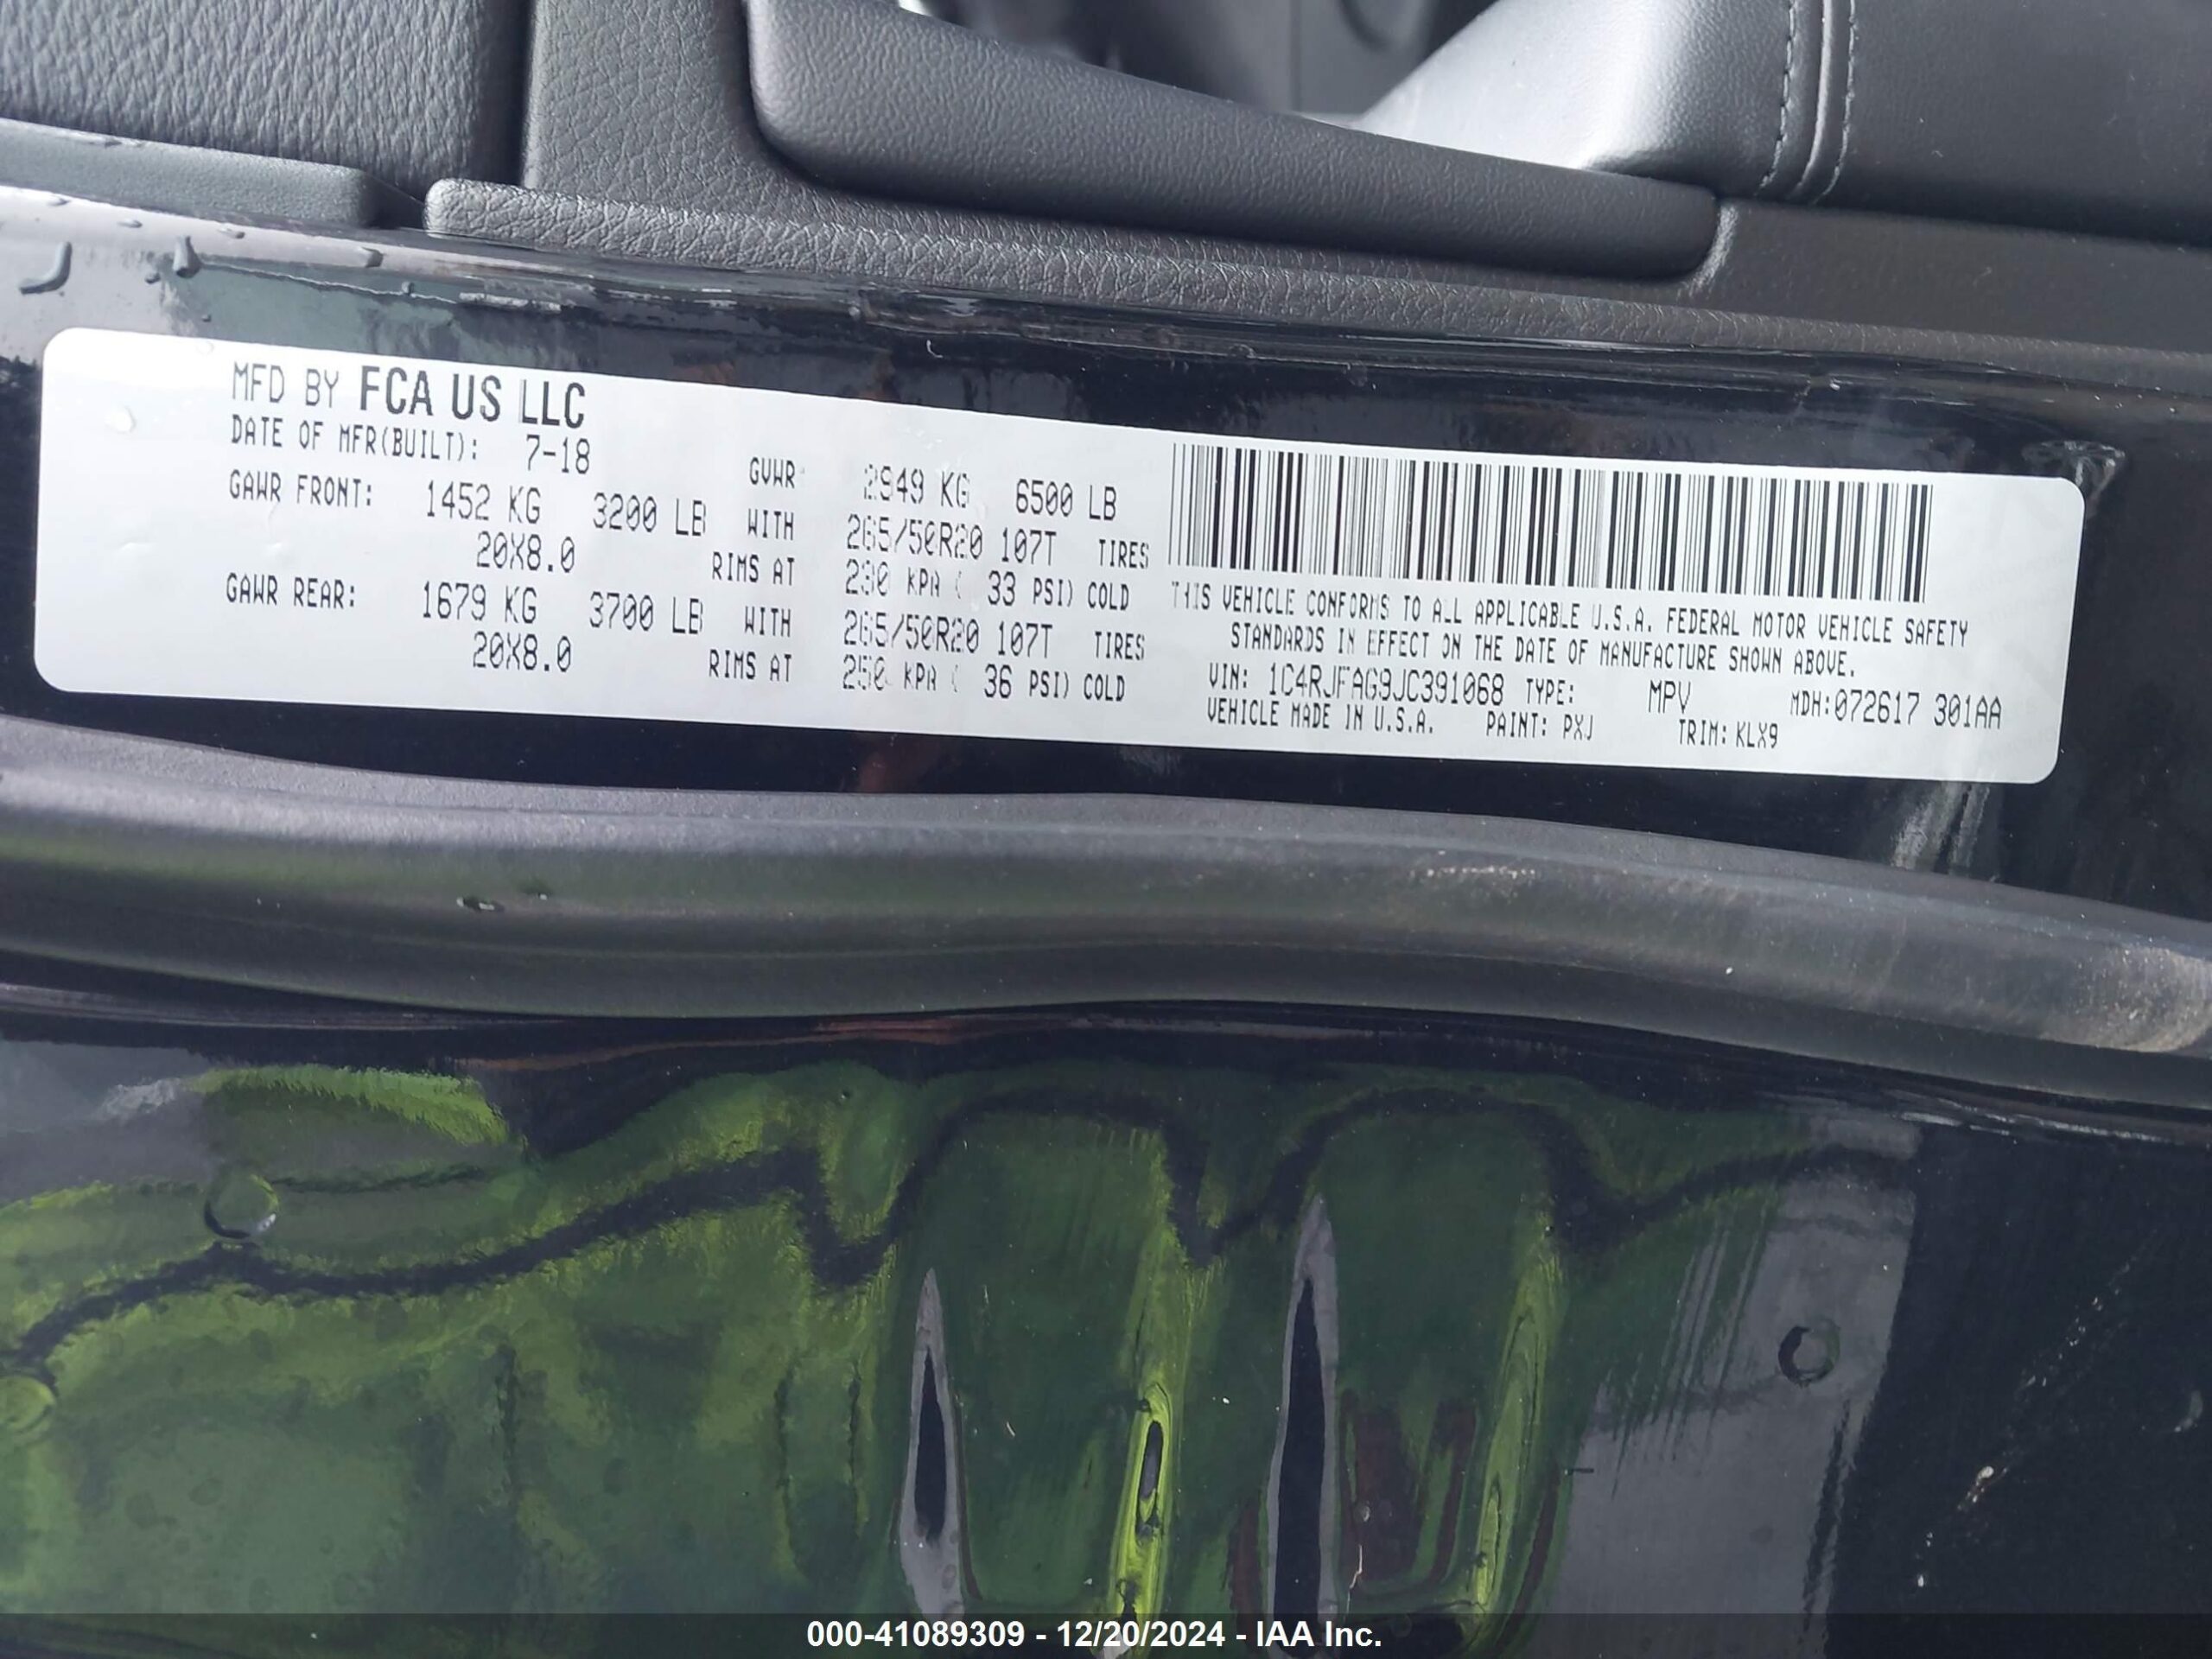 MFD BY FCA US LLC
DATE OF MFR(BUILT): 7-18
GVWR: 2949 KG 6500 LB
GAWR FRONT: 1452 KG 3200 LB WITH 265/50R20 107T TIRES
20X8.0 RIMS AT 230 KPA ( 33 PSI) COLD
GAWR REAR: 1679 KG 3700 LB WITH 265/50R20 107T TIRES
20X8.0 RIMS AT 250 KPA ( 36 PSI) COLD
THIS VEHICLE CONFORMS TO ALL APPLICABLE U.S.A. FEDERAL MOTOR VEHICLE SAFETY
STANDARDS IN EFFECT ON THE DATE OF MANUFACTURE SHOWN ABOVE.
VIN: 1C4RJFAG9JC391068 TYPE: MPV MDH:072617 301AA
VEHICLE MADE IN U.S.A. PAINT: PXJ TRIM: KLX9
000-41089309 - 12/20/2024 - IAA Inc.